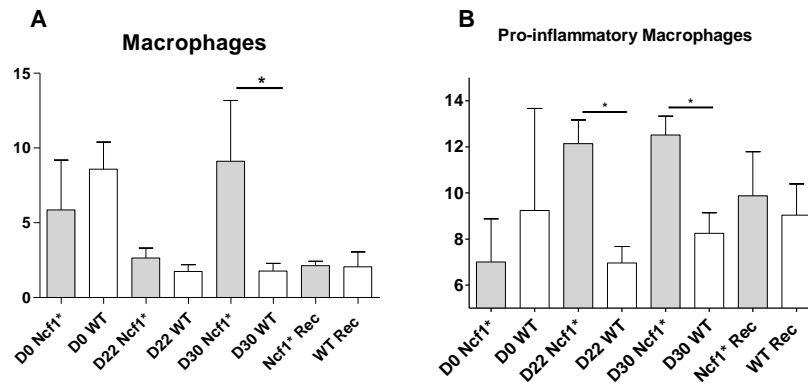 A
Macrophages
15
10
5
0
*
D0 Ncf1*
D0 WT
D22 Ncf1*
D22 WT
D30 Ncf1*
D30 WT
Ncf1* Rec
WT Rec
B
Pro-inflammatory Macrophages
14
12
10
8
6
*
*
D0 Ncf1*
D0 WT
D22 Ncf1*
D22 WT
D30 Ncf1*
D30 WT
Ncf1* Rec
WT Rec